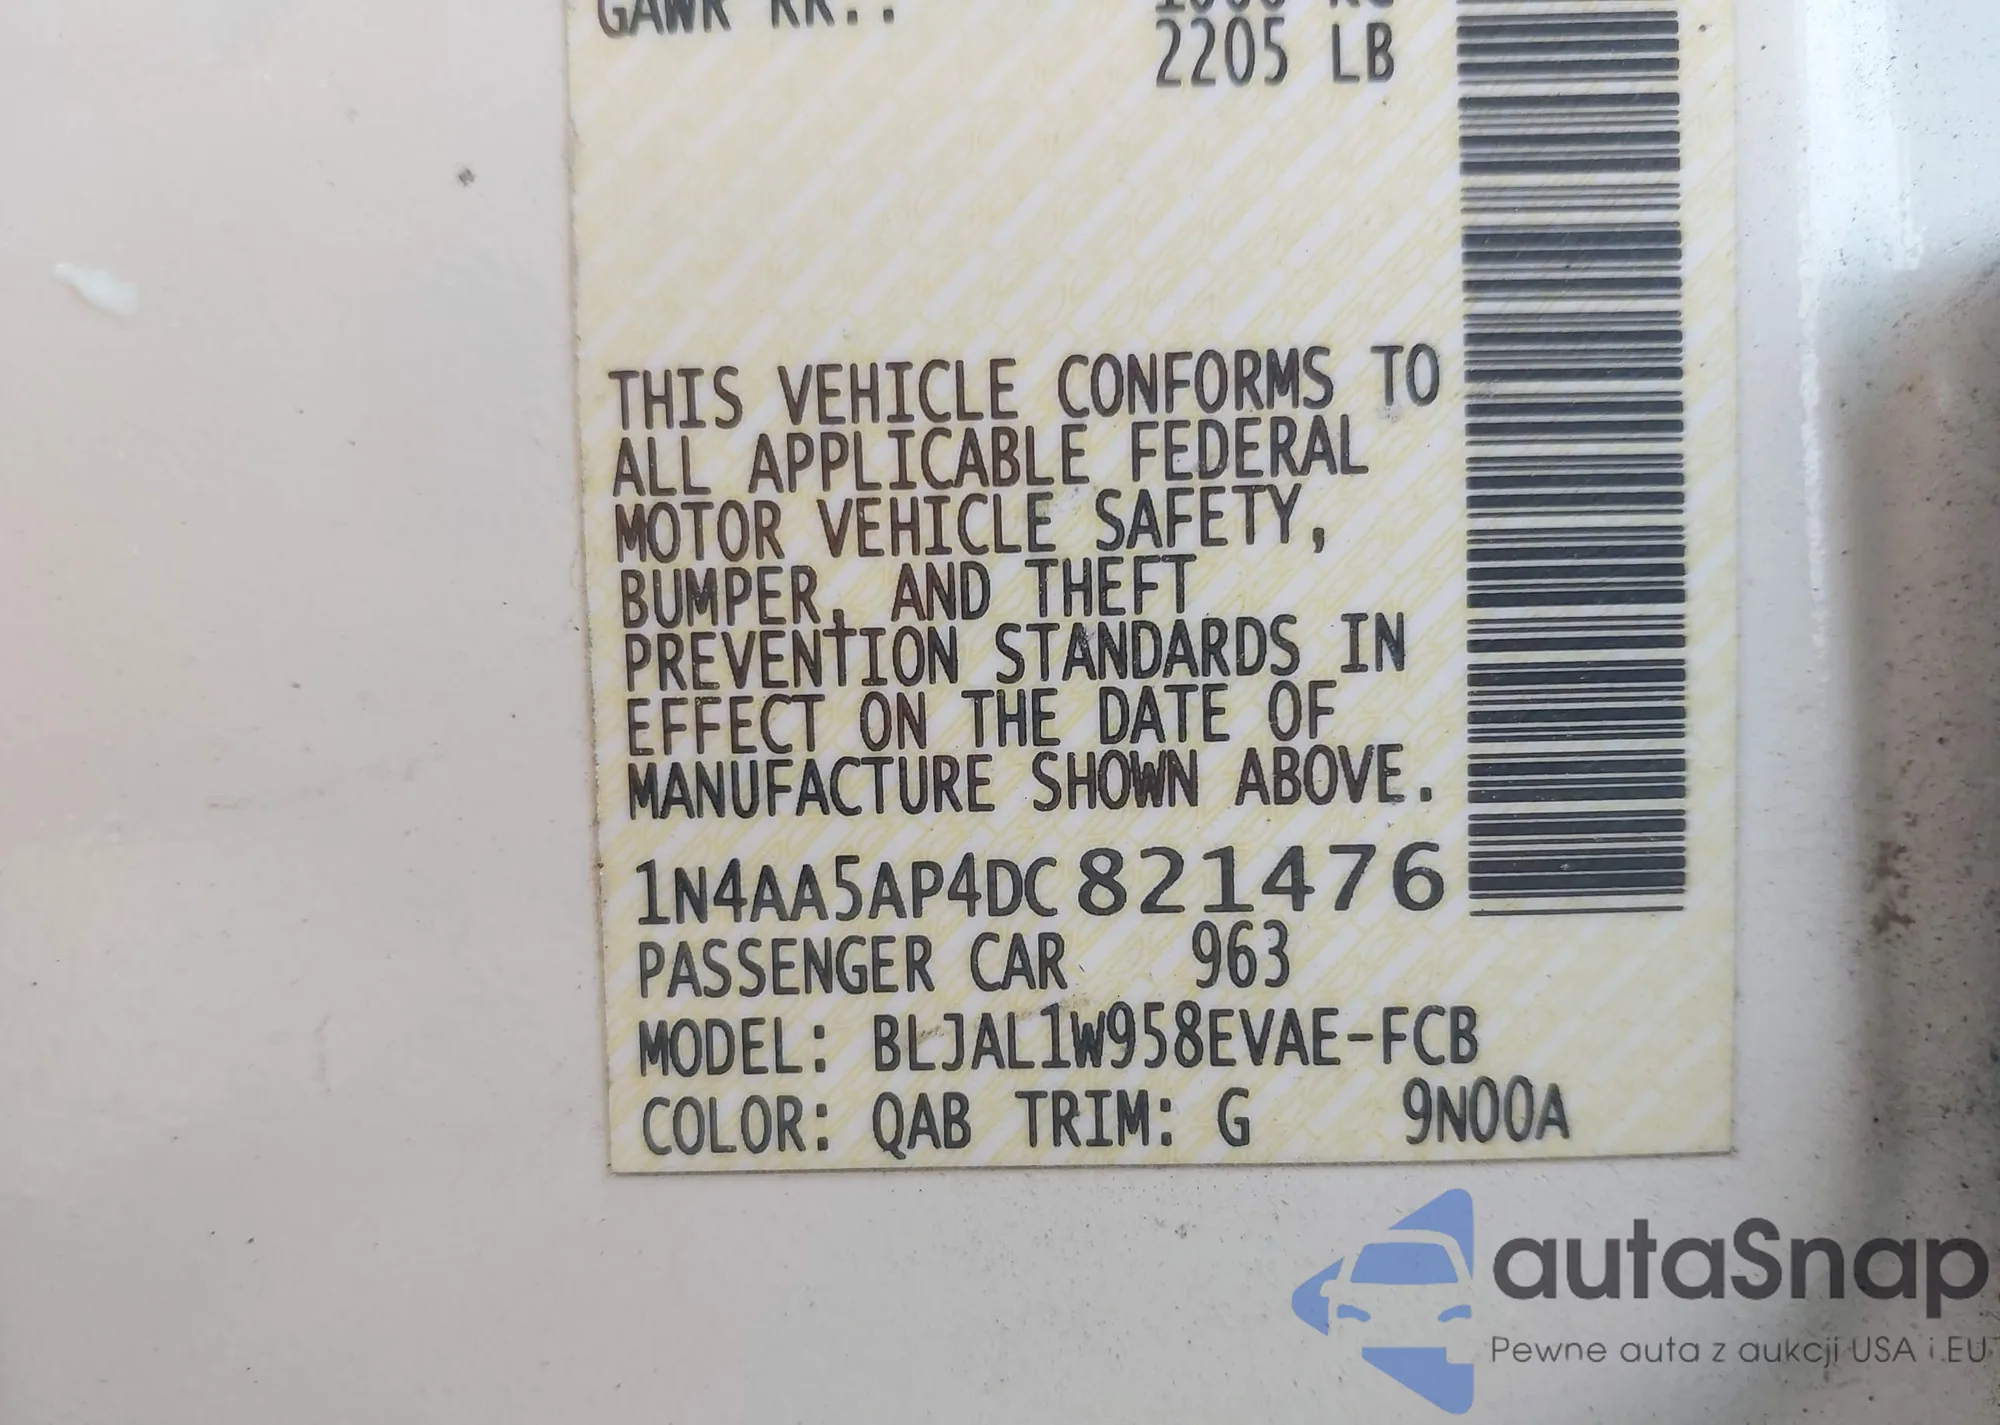 GAWR RR.:
2205 LB
THIS VEHICLE CONFORMS TO
ALL APPLICABLE FEDERAL
MOTOR VEHICLE SAFETY,
BUMPER, AND THEFT
PREVENTION STANDARDS IN
EFFECT ON THE DATE OF
MANUFACTURE SHOWN ABOVE.
1N4AA5AP4DC821476
PASSENGER CAR 963
MODEL: BLJAL1W958EVAE-FCB
COLOR: QAB TRIM: G 9N00A
autaSnap
Pewne auta z aukcji USA i EU